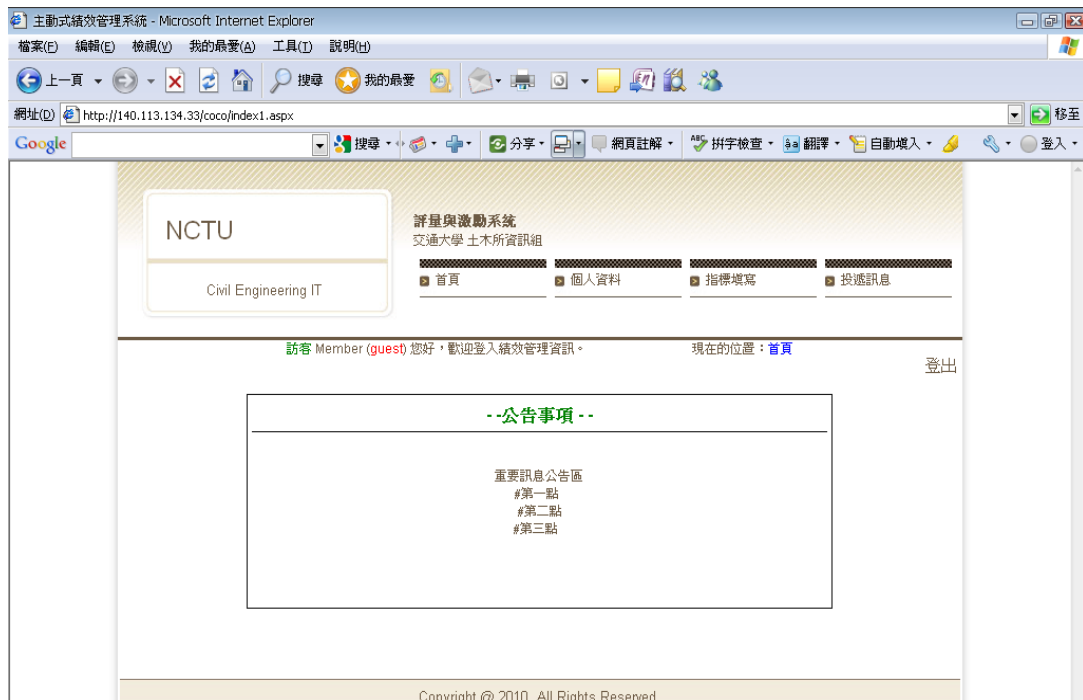 主動式績效管理系統 - Microsoft Internet Explorer
檔案(F) 編輯(E) 檢視(V) 我的最愛(A) 工具(T) 說明(H)
上一頁 搜尋 我的最愛
網址(D) http://140.113.134.33/coco/index1.aspx 移至
Google 搜尋 分享 網頁註解 拼字檢查 翻譯 自動填入 登入
NCTU
Civil Engineering IT
評量與激勵系統
交通大學 土木所資訊組
首頁 個人資料 指標填寫 投遞訊息
訪客 Member (guest) 您好，歡迎登入績效管理資訊。 現在的位置：首頁
登出
- -公告事項 - -
重要訊息公告區
#第一點
#第二點
#第三點
Copyright @ 2010 All Rights Reserved